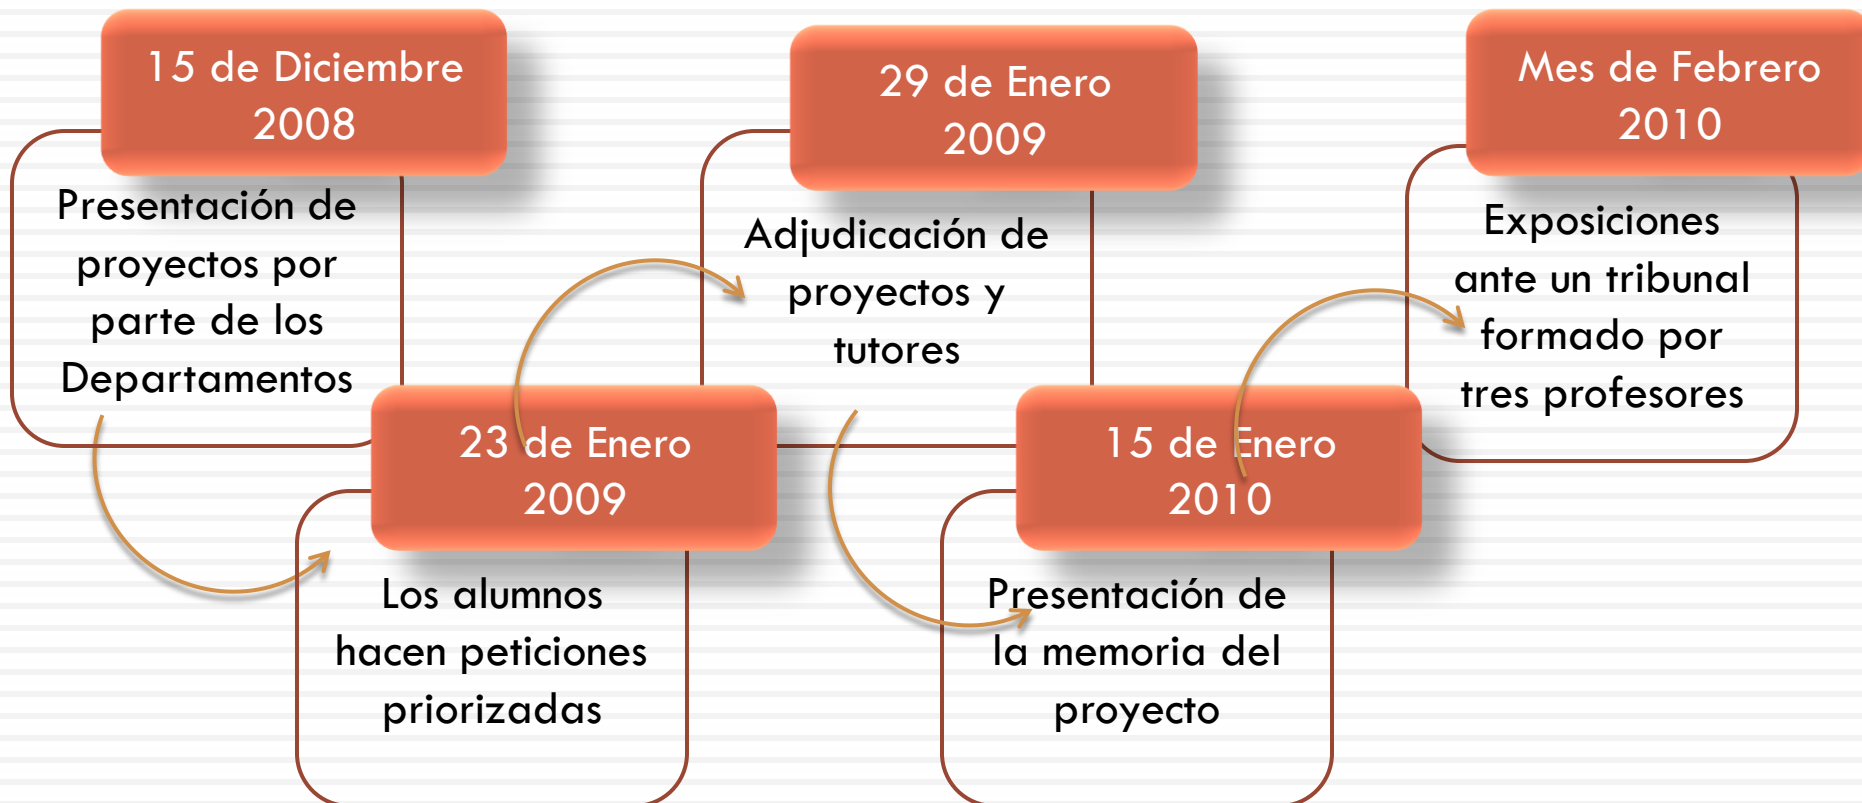 15 de Diciembre
2008
Presentación de
proyectos por
parte de los
Departamentos
23 de Enero
2009
Los alumnos
hacen peticiones
priorizadas
29 de Enero
2009
Adjudicación de
proyectos y
tutores
15 de Enero
2010
Presentación de
la memoria del
proyecto
Mes de Febrero
2010
Exposiciones
ante un tribunal
formado por
tres profesores